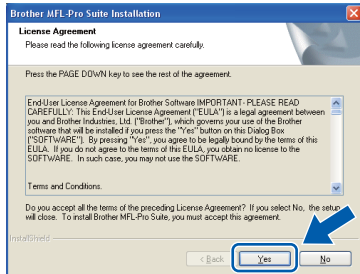 Brother MFL-Pro Suite Installation
License Agreement
Please read the following license agreement carefully.
Press the PAGE DOWN key to see the rest of the agreement.
End-User License Agreement for Brother Software IMPORTANT- PLEASE READ
CAREFULLY: This End-User License Agreement ("EULA") is a legal agreement between
you and Brother Industries, Ltd. ("Brother"), which governs your use of the Brother
software that will be installed if you press the "Yes" button on this Dialog Box
("SOFTWARE"). By pressing "Yes", you agree to be legally bound by the terms of this
EULA. If you do not agree to the terms of this EULA, you obtain no license to the
SOFTWARE. In such case, you may not use the SOFTWARE.
Terms and Conditions.
Do you accept all the terms of the preceding License Agreement? If you select No, the setup
will close. To install Brother MFL-Pro Suite, you must accept this agreement.
InstallShield
< Back
Yes
No